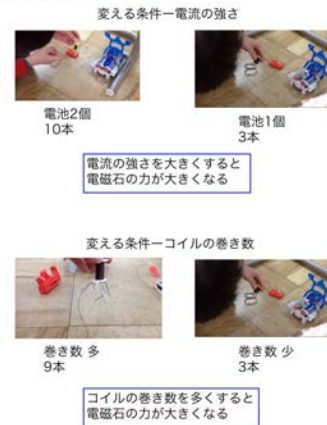 変える条件ー電流の強さ
電池2個
10本
電池1個
3本
電流の強さを大きくすると
電磁石の力が大きくなる
変える条件ーコイルの巻き数
巻き数 多
9本
巻き数 少
3本
コイルの巻き数を多くすると
電磁石の力が大きくなる